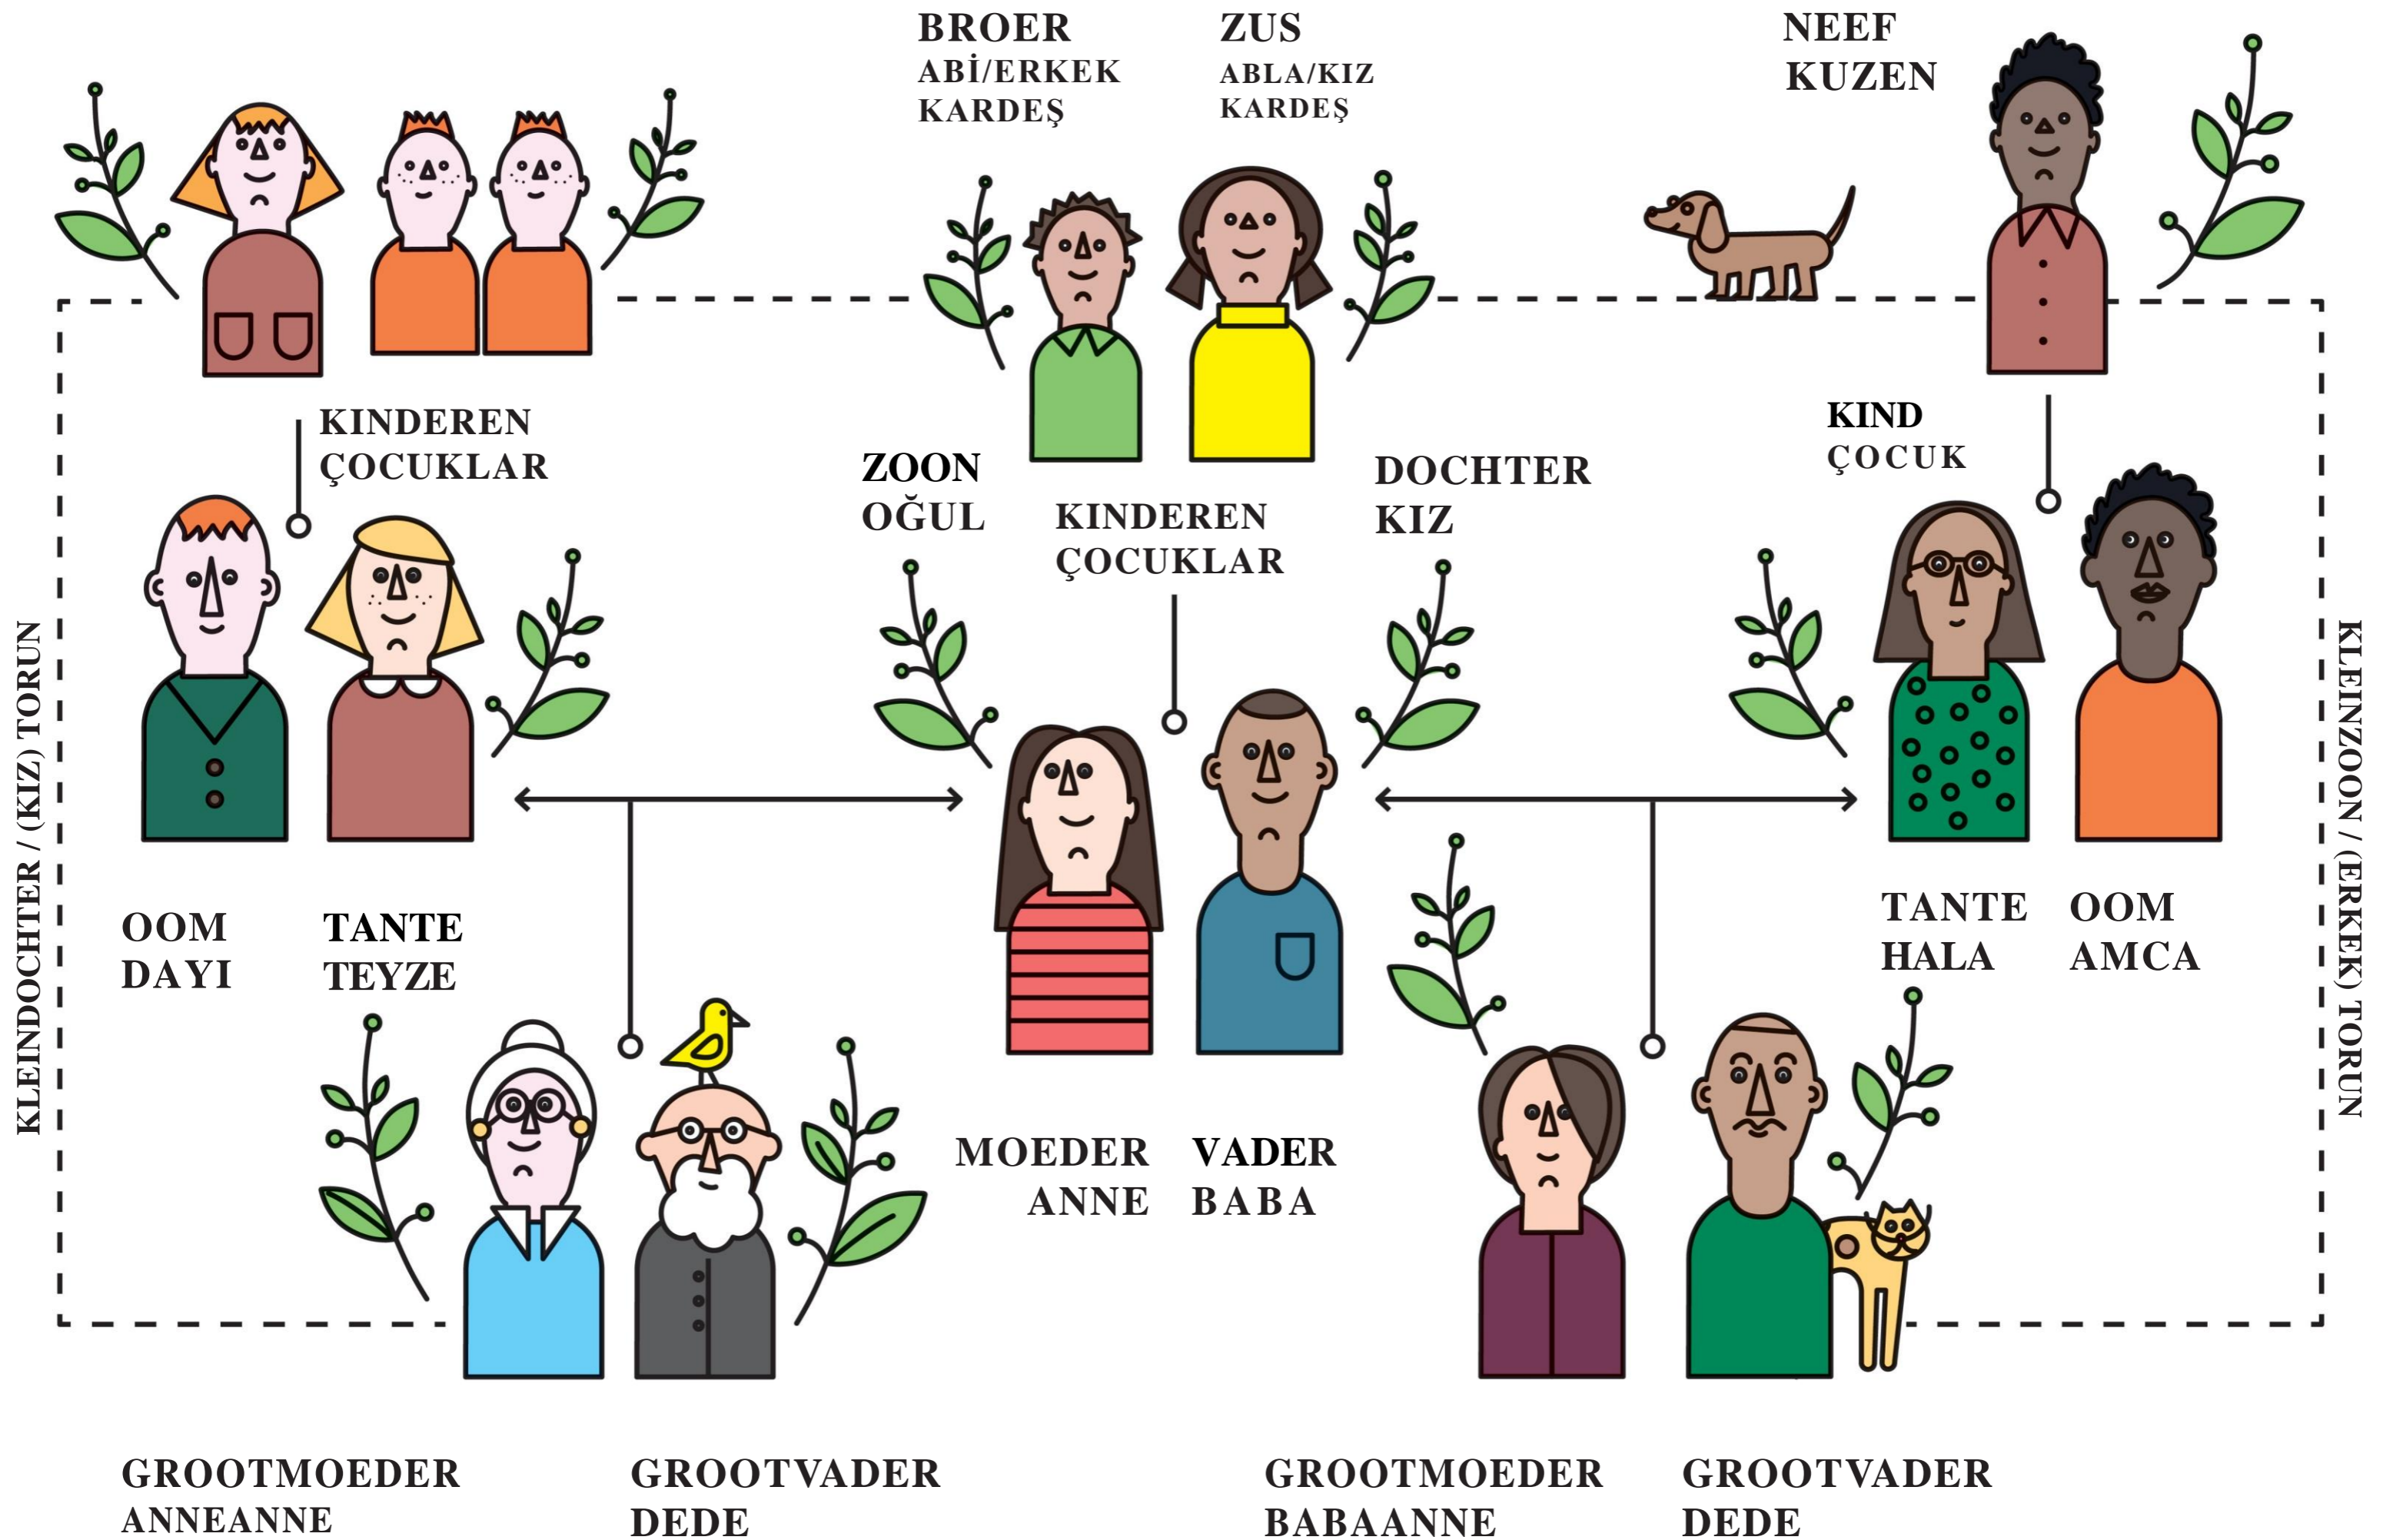 BROER
ABİ/ERKEK
KARDEŞ
ZUS
ABLA/KIZ
KARDEŞ
NEEF
KUZEN
KINDEREN
ÇOCUKLAR
ZOON
OĞUL
KINDEREN
ÇOCUKLAR
DOCHTER
KIZ
KIND
ÇOCUK
KLEINDOCHTER / (KIZ) TORUN
KLEINZOON / (ERKEK) TORUN
OOM
DAYI
TANTE
TEYZE
TANTE
HALA
OOM
AMCA
MOEDER
ANNE
VADER
BABA
GROOTMOEDER
ANNEANNE
GROOTVADER
DEDE
GROOTMOEDER
BABAANNE
GROOTVADER
DEDE